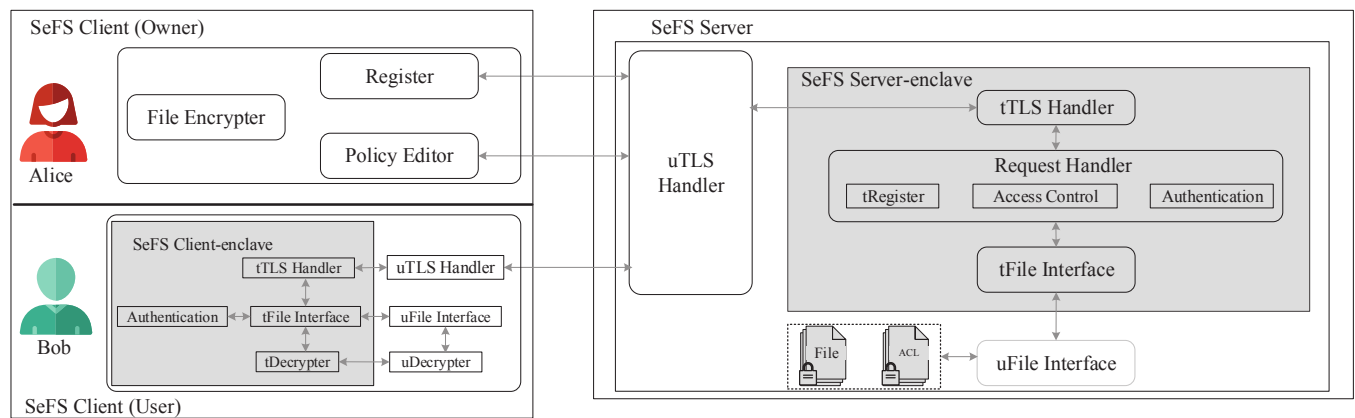 SeFS Client (Owner)
Register
File Encrypter
Policy Editor
Alice
SeFS Client-enclave
tTLS Handler
uTLS Handler
Authentication
tFile Interface
uFile Interface
tDecrypter
uDecrypter
Bob
SeFS Client (User)
SeFS Server
uTLS
Handler
SeFS Server-enclave
tTLS Handler
Request Handler
tRegister
Access Control
Authentication
tFile Interface
File
ACL
uFile Interface